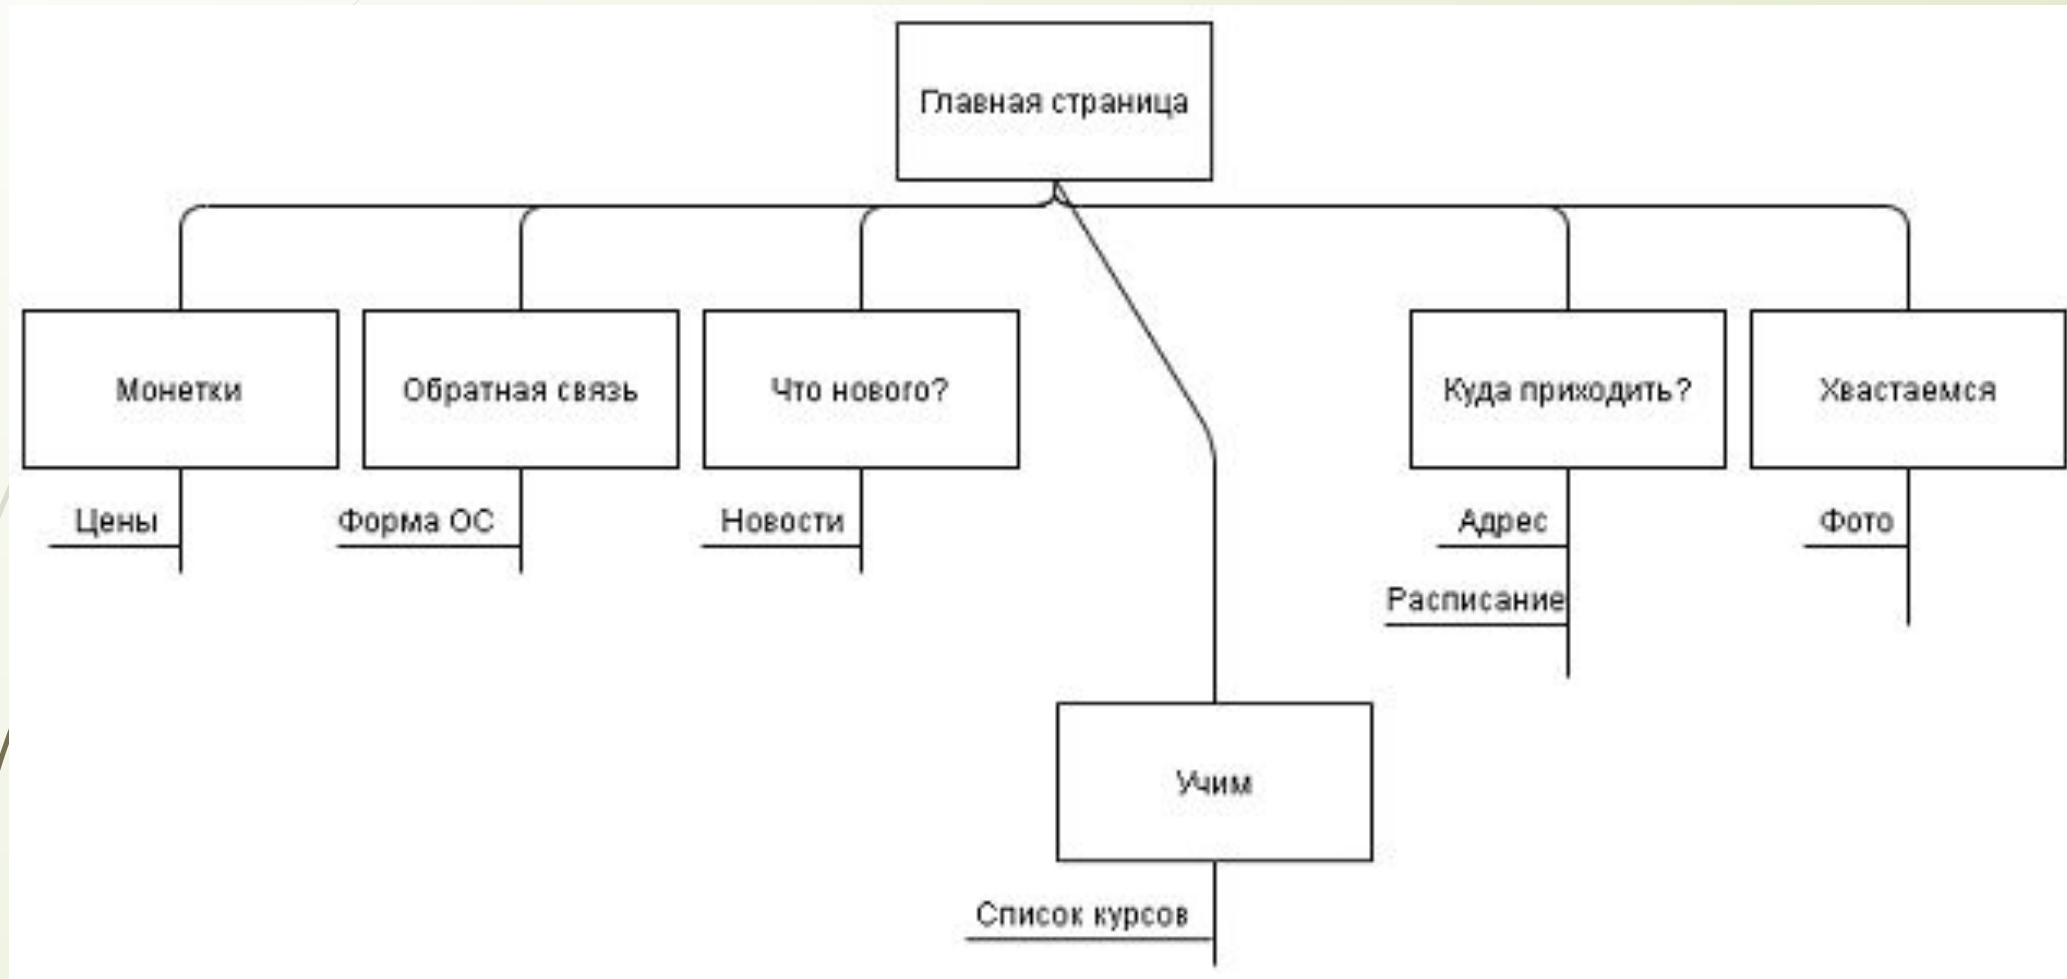 Главная страница
Монетки
Обратная связь
Что нового?
Куда приходить?
Хвастаемся
Цены
Форма ОС
Новости
Адрес
Фото
Расписание
Учим
Список курсов